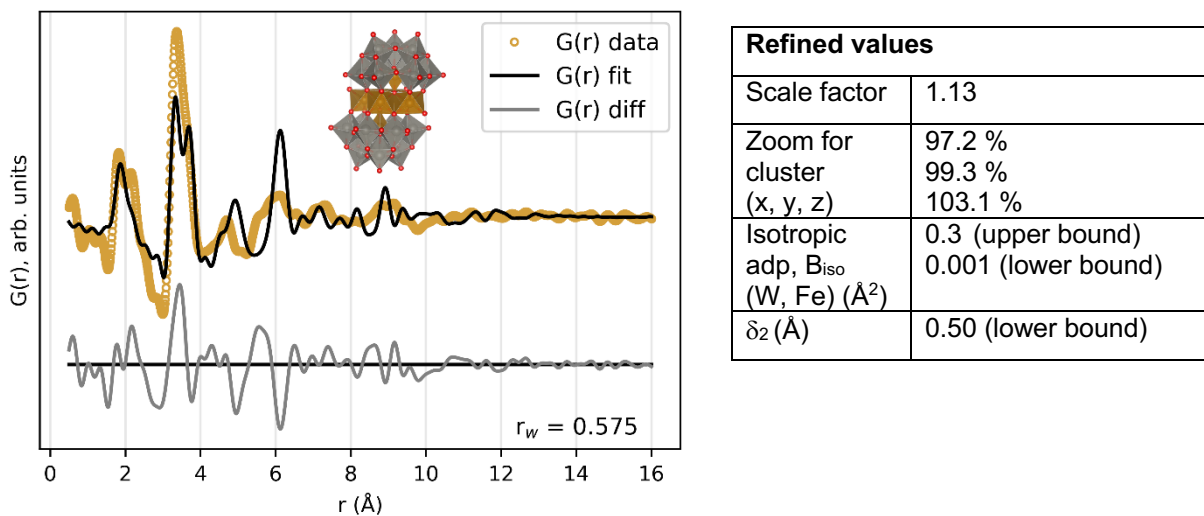 G(r), arb. units
G(r) data
G(r) fit
G(r) diff
r_w = 0.575
0 2 4 6 8 10 12 14 16
r (Å)
Refined values
Scale factor 1.13
Zoom for 97.2 %
cluster 99.3 %
(x, y, z) 103.1 %
Isotropic 0.3 (upper bound)
adp, Biso 0.001 (lower bound)
(W, Fe) (Å²)
δ₂ (Å) 0.50 (lower bound)